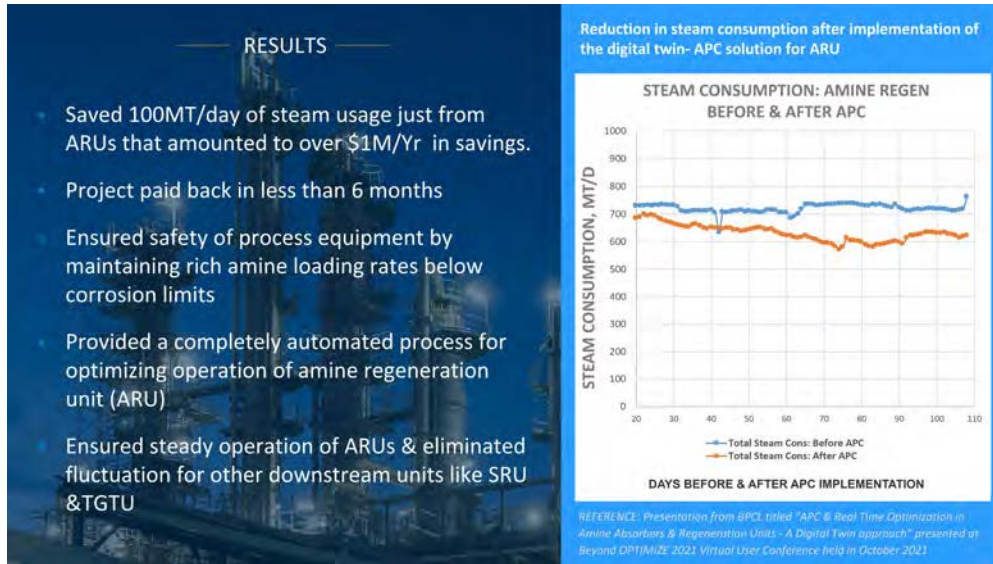 RESULTS
Saved 100MT/day of steam usage just from
ARUs that amounted to over $1M/Yr in savings.
Project paid back in less than 6 months
Ensured safety of process equipment by
maintaining rich amine loading rates below
corrosion limits
Provided a completely automated process for
optimizing operation of amine regeneration
unit (ARU)
Ensured steady operation of ARUs & eliminated
fluctuation for other downstream units like SRU
&TGTU
Reduction in steam consumption after implementation of
the digital twin- APC solution for ARU
STEAM CONSUMPTION: AMINE REGEN
BEFORE & AFTER APC
STEAM CONSUMPTION, MT/D
1000
900
800
700
600
500
400
300
200
100
0
20 30 40 50 60 70 80 90 100 110
Total Steam Cons: Before APC
Total Steam Cons: After APC
DAYS BEFORE & AFTER APC IMPLEMENTATION
REFERENCE: Presentation from BPCL titled "APC & Real Time Optimization in
Amine Absorbers & Regeneration Units - A Digital Twin approach" presented at
Beyond OPTIMIZE 2021 Virtual User Conference held in October 2021